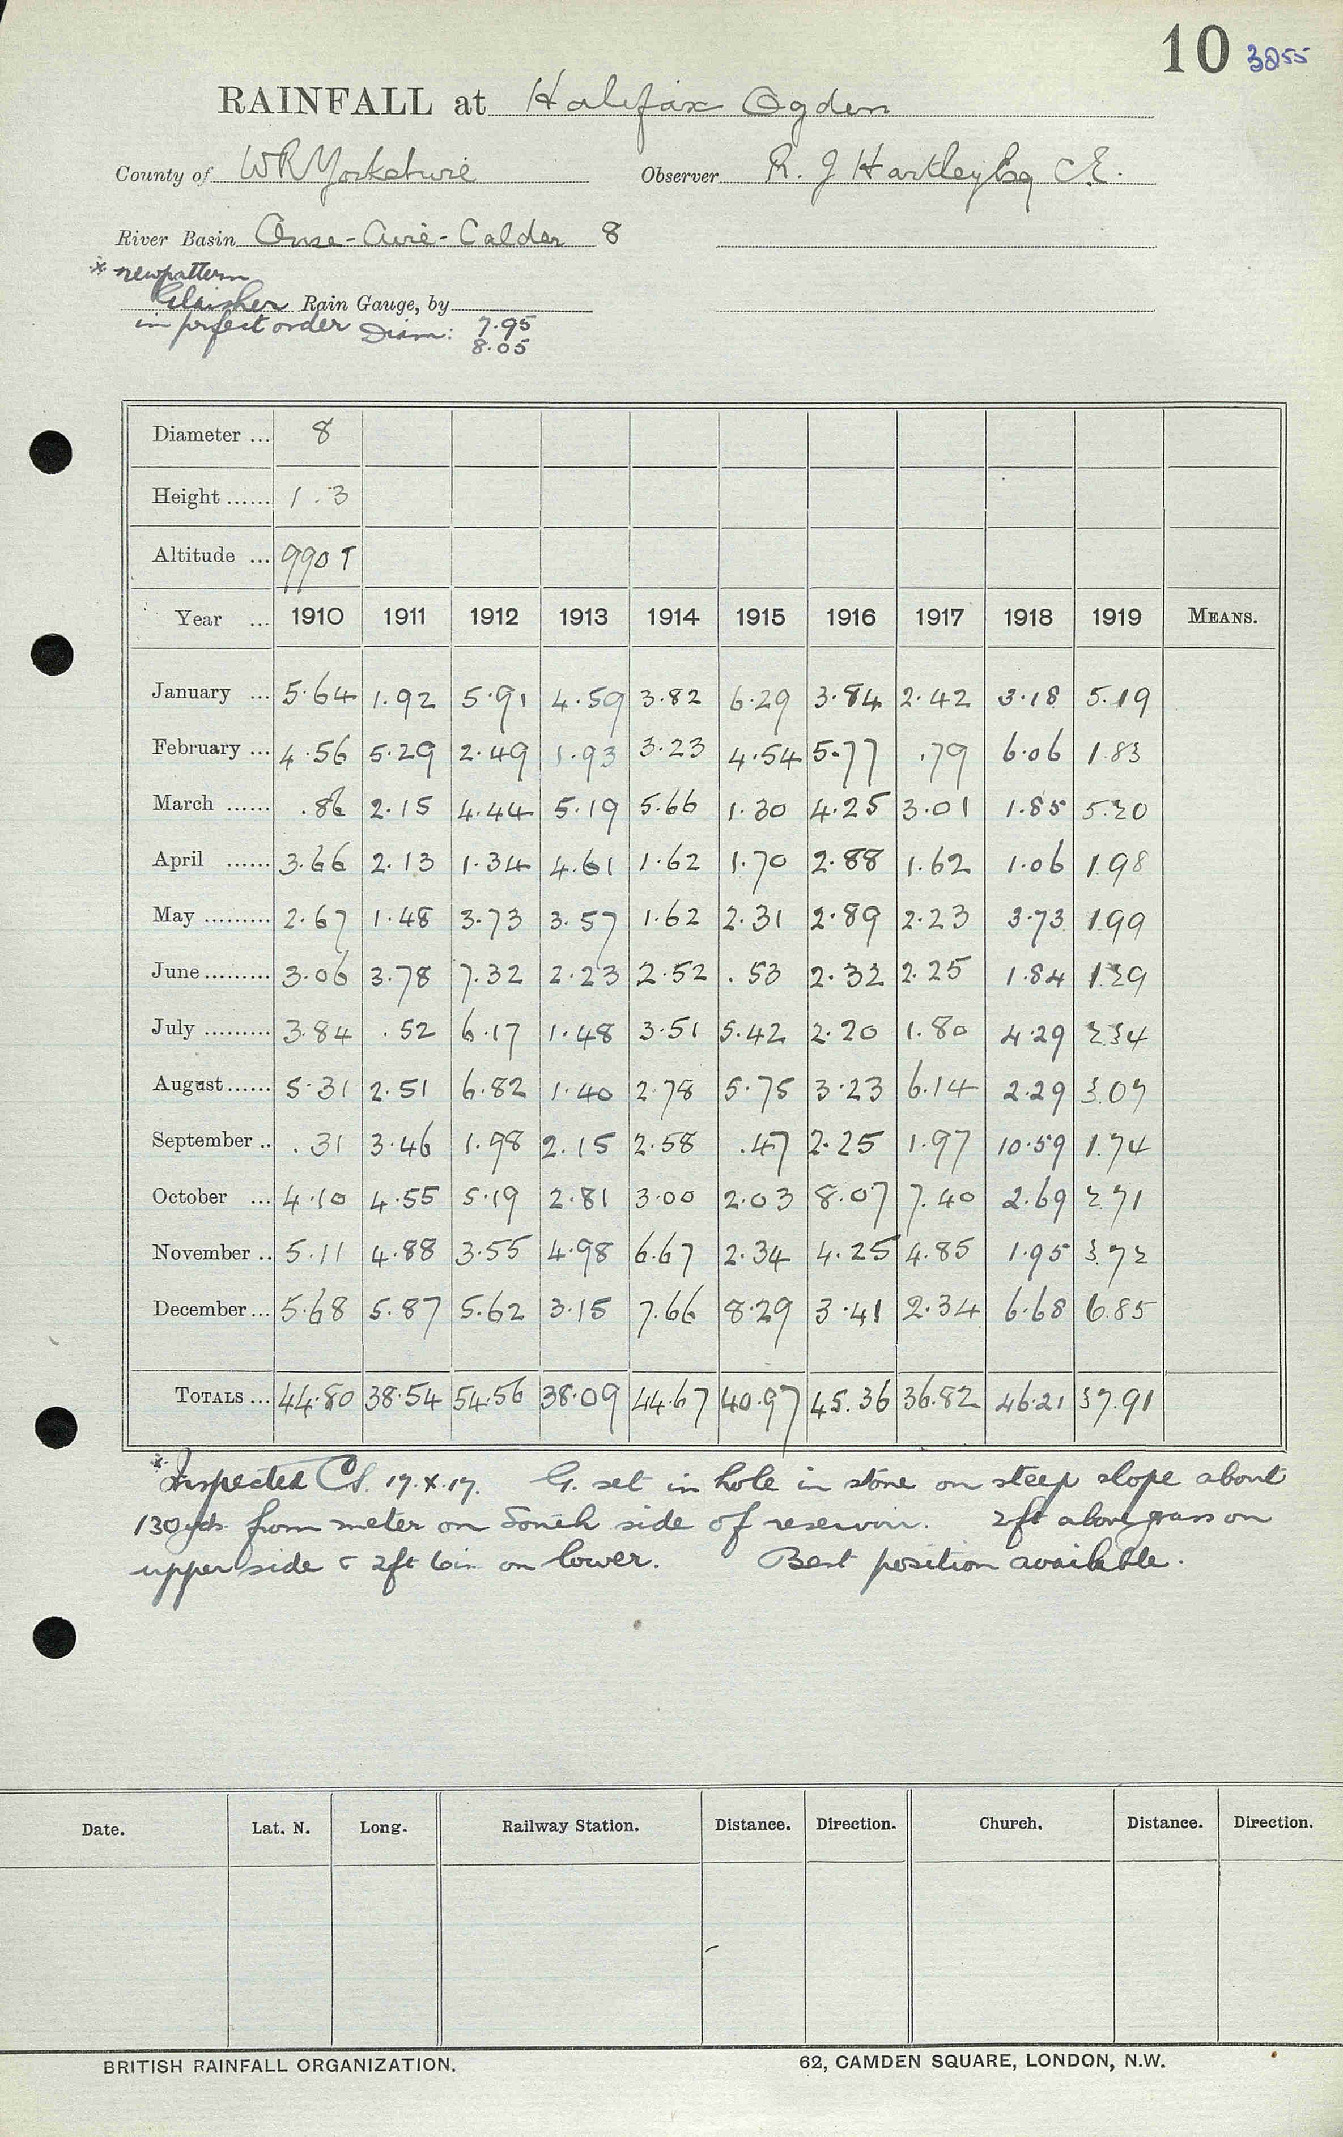 10 3255
RAINFALL at Halifax Ogden
County of W R Yorkshire Observer R. J Hartley Esq C.E.
River Basin Ouse - Aire - Calder 8
* new pattern
Glaisher Rain Gauge, by
in perfect order Diam: 7.95
8.05
Diameter ... 8
Height ...... 1.3
Altitude ... 990 T
Year ... 1910 1911 1912 1913 1914 1915 1916 1917 1918 1919 MEANS.
January ... 5.64 1.92 5.91 4.59 3.82 6.29 3.84 2.42 3.18 5.19
February ... 4.56 5.29 2.49 1.93 3.23 4.54 5.77 .79 6.06 1.83
March ...... .86 2.15 4.44 5.19 5.66 1.30 4.25 3.01 1.85 5.20
April ...... 3.66 2.13 1.34 4.61 1.62 1.70 2.88 1.62 1.06 1.98
May ......... 2.67 1.48 3.73 3.57 1.62 2.31 2.89 2.23 3.73 1.99
June ......... 3.06 3.78 7.32 2.23 2.52 .53 2.32 2.25 1.84 1.29
July ......... 3.84 .52 6.17 1.48 3.51 5.42 2.20 1.80 4.29 2.34
August ...... 5.31 2.51 6.82 1.40 2.78 5.75 3.23 6.14 2.29 3.07
September .. .31 3.46 1.98 2.15 2.58 .47 2.25 1.97 10.59 1.74
October ... 4.10 4.55 5.19 2.81 3.00 2.03 8.07 7.40 2.69 2.71
November .. 5.11 4.88 3.55 4.98 6.67 2.34 4.25 4.85 1.95 3.72
December ... 5.68 5.87 5.62 3.15 7.66 8.29 3.41 2.34 6.68 6.85
TOTALS ... 44.80 38.54 54.56 38.09 44.67 40.97 45.36 36.82 46.21 37.91
* Inspected CS. 17.X.17. G. set in hole in stone on steep slope about
130 yds from meter on South side of reservoir. 2ft above grass on
upper side & 2ft 6in on lower. Best position available.
Date. Lat. N. Long. Railway Station. Distance. Direction. Church. Distance. Direction.
BRITISH RAINFALL ORGANIZATION. 62, CAMDEN SQUARE, LONDON, N.W.